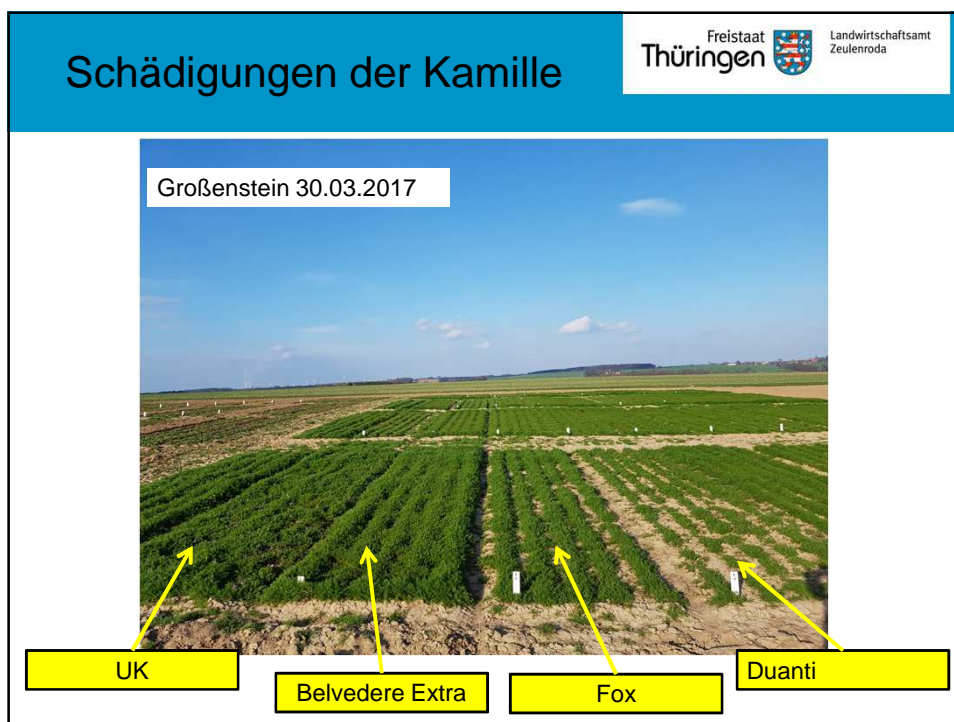 Schädigungen der Kamille
Freistaat
Thüringen
Landwirtschaftsamt
Zeulenroda
Großenstein 30.03.2017
UK
Belvedere Extra
Fox
Duanti